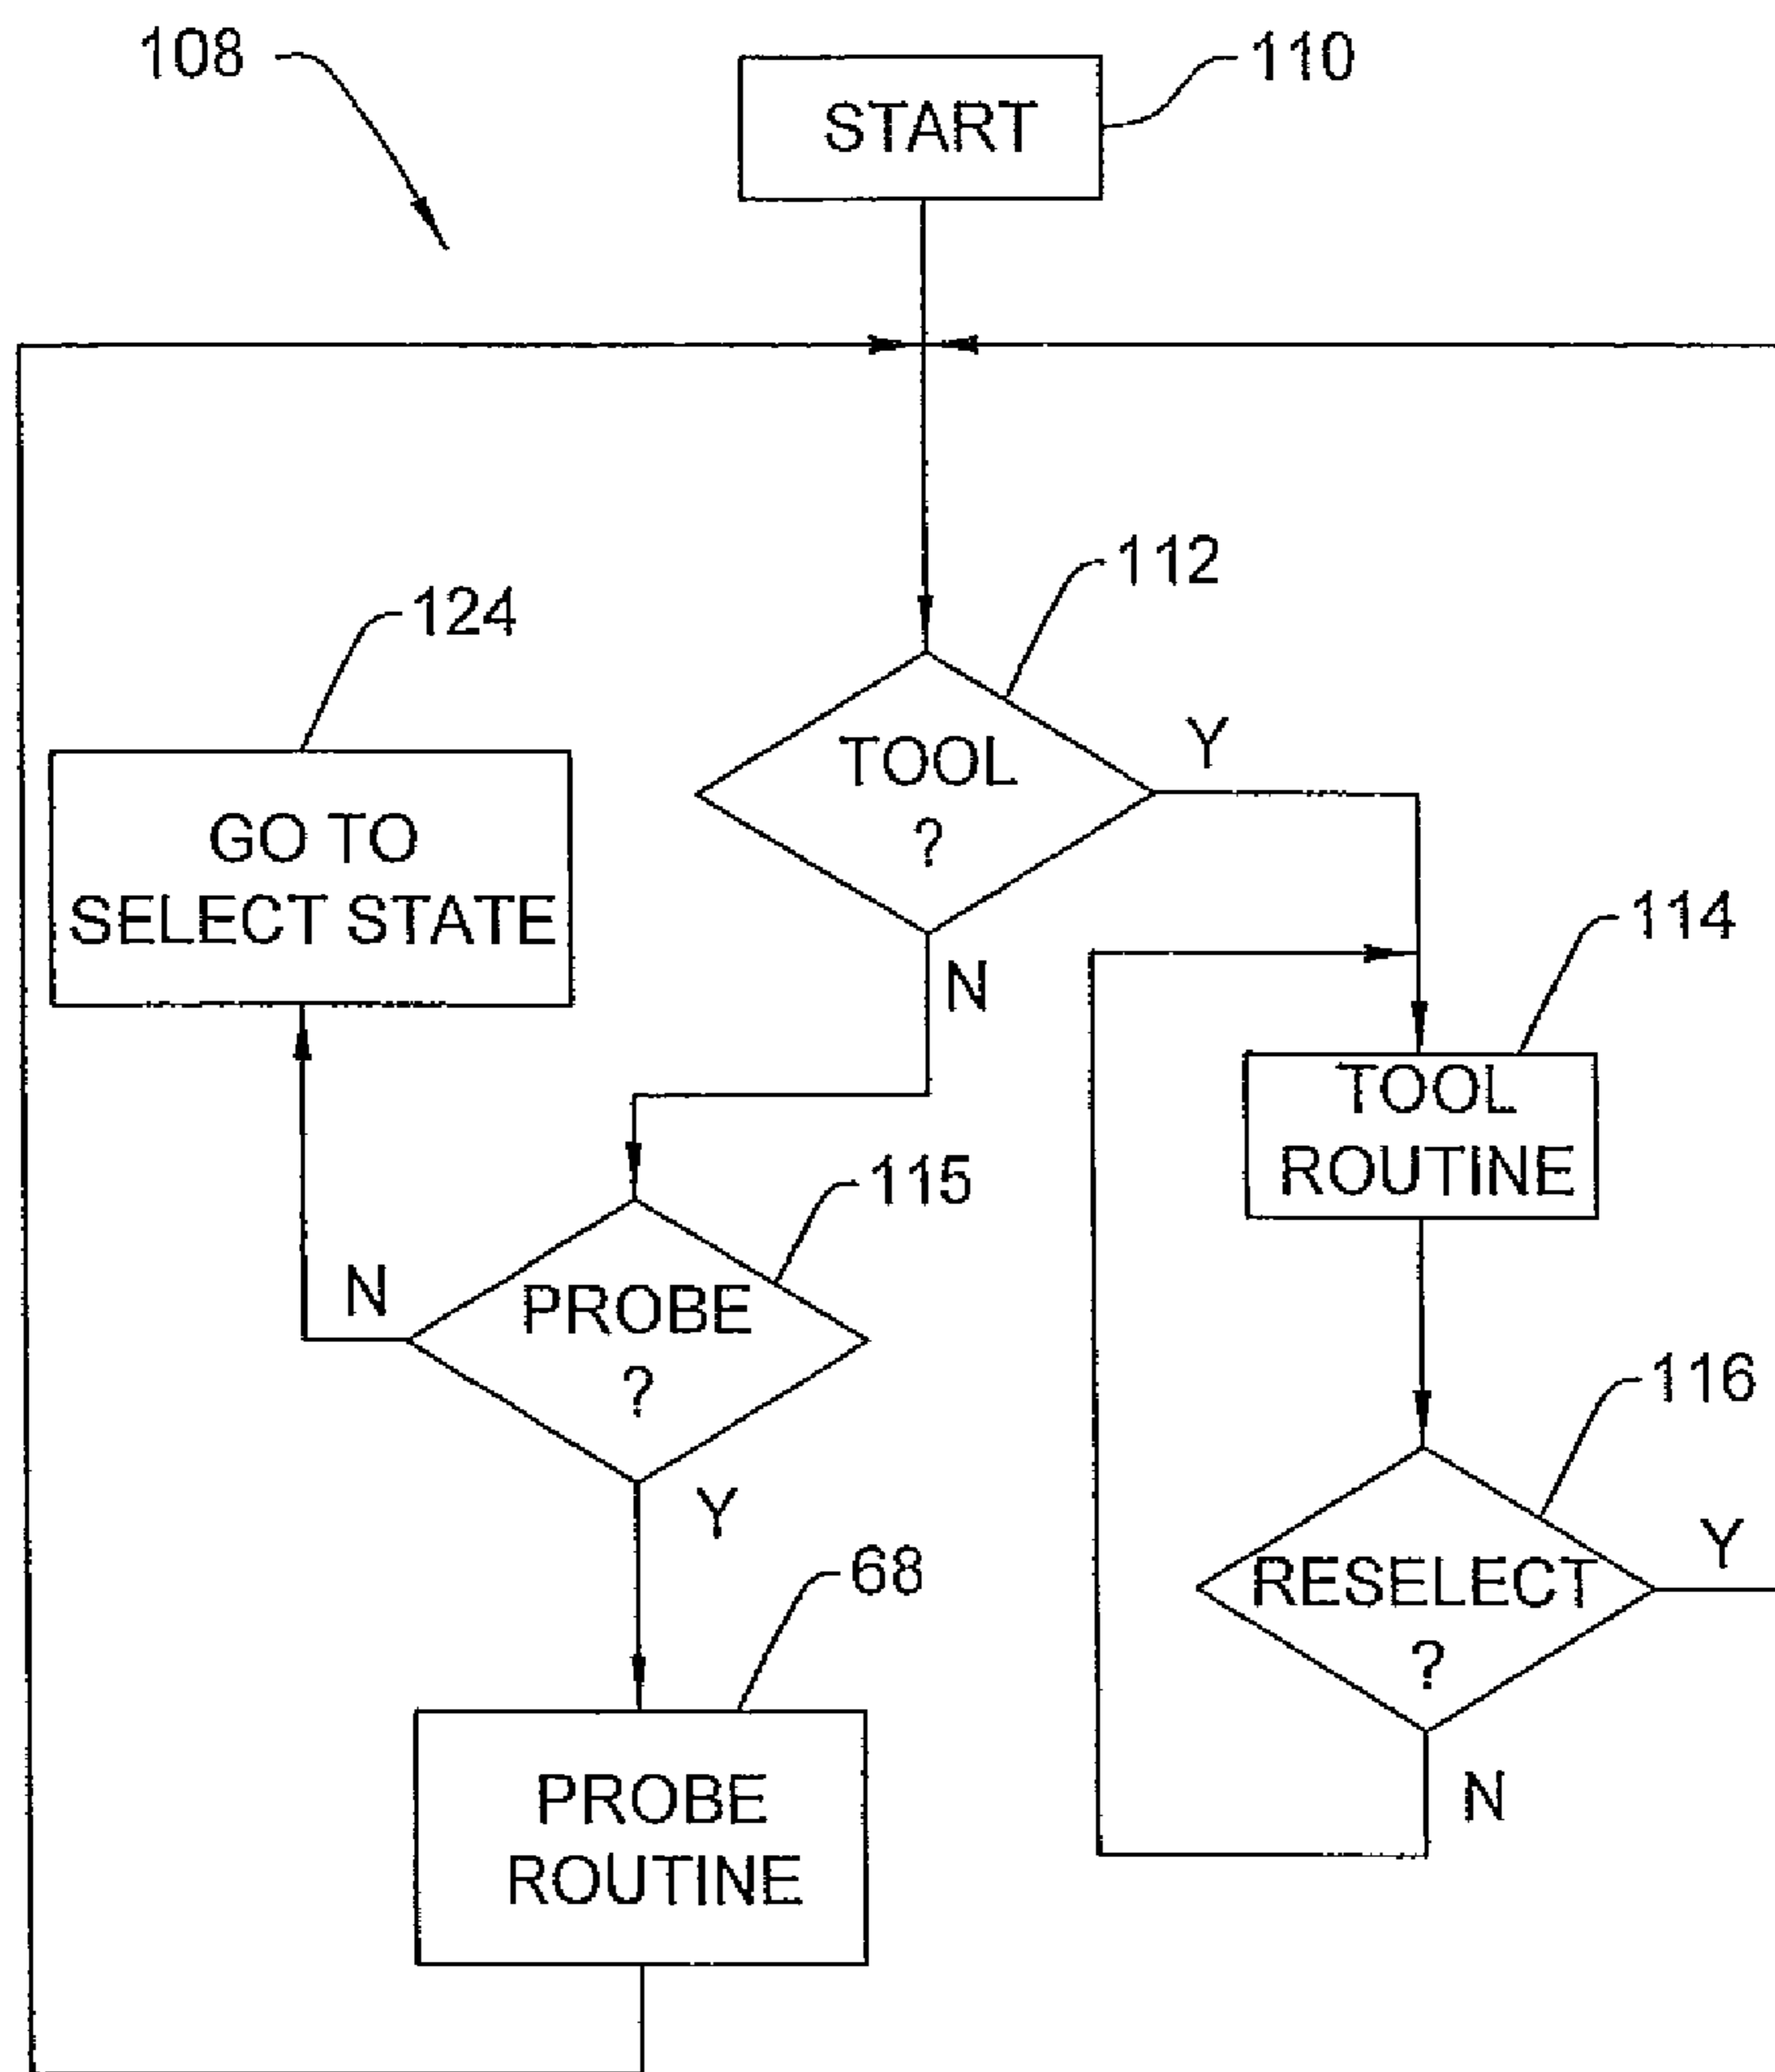 108
START
110
112
124
TOOL
?
Y
GO TO
SELECT STATE
N
114
TOOL
ROUTINE
115
PROBE
?
N
Y
116
RESELECT
?
Y
N
68
PROBE
ROUTINE